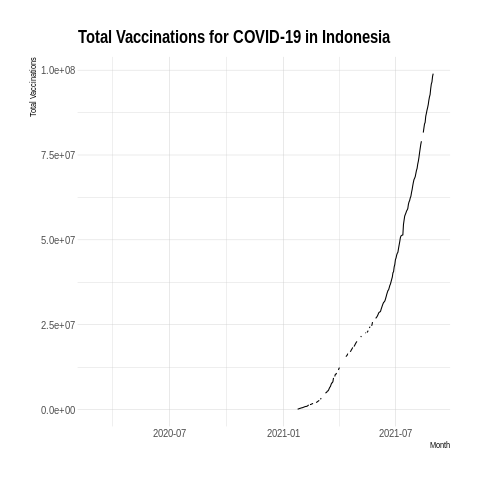 Total Vaccinations for COVID-19 in Indonesia
Total Vaccinations
1.0e+08
7.5e+07
5.0e+07
2.5e+07
0.0e+00
2020-07 2021-01 2021-07
Month